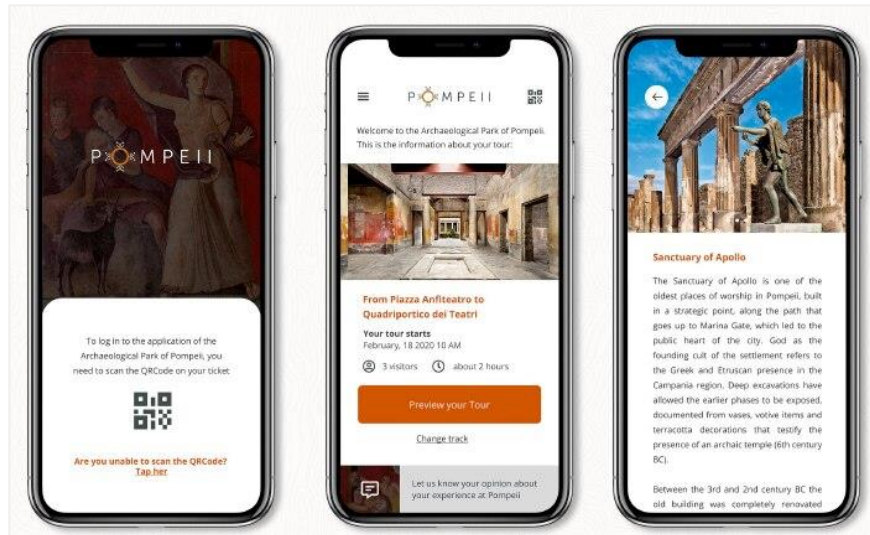 POMPEII
To log in to the application of the
Archaeological Park of Pompeii, you
need to scan the QRCode on your ticket
Are you unable to scan the QRCode?
Tap her
POMPEII
Welcome to the Archaeological Park of Pompeii.
This is the information about your tour:
From Piazza Anfiteatro to
Quadriportico dei Teatri
Your tour starts
February, 18 2020 10 AM
3 visitors about 2 hours
Preview your Tour
Change track
Let us know your opinion about
your experience at Pompeii
Sanctuary of Apollo
The Sanctuary of Apollo is one of the
oldest places of worship in Pompeii, built
in a strategic point, along the path that
goes up to Marina Gate, which led to the
public heart of the city. God as the
founding cult of the settlement refers to
the Greek and Etruscan presence in the
Campania region. Deep excavations have
allowed the earlier phases to be exposed,
documented from vases, votive items and
terracotta decorations that testify the
presence of an archaic temple (6th century
BC).
Between the 3rd and 2nd century BC the
old building was completely renovated